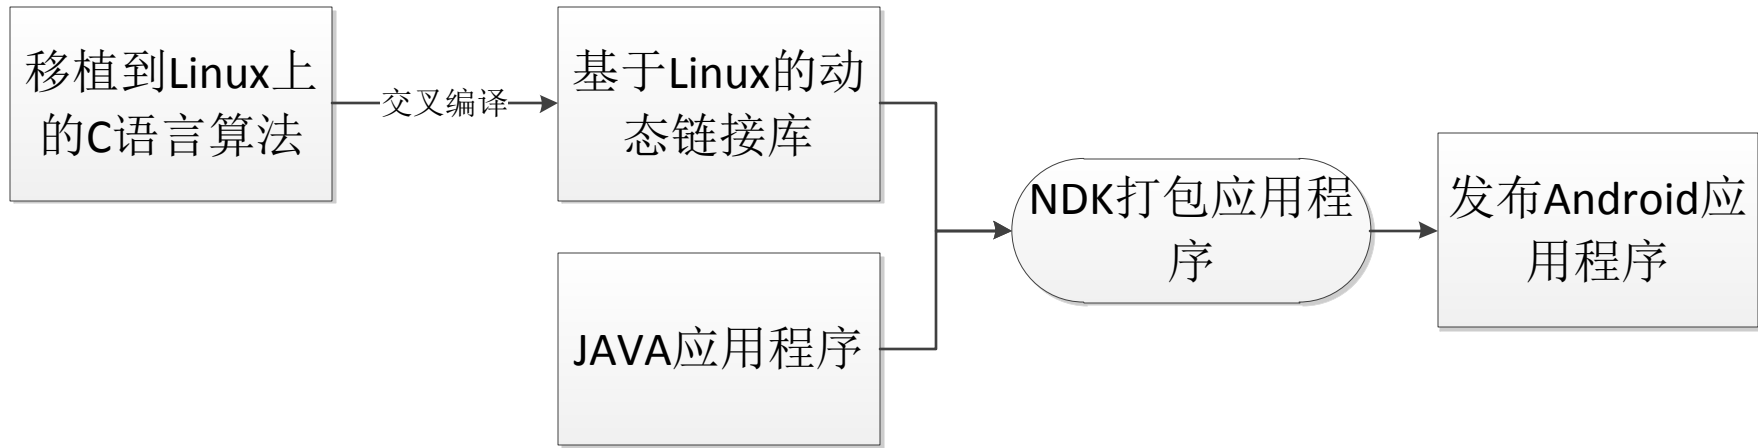 移植到Linux上
的C语言算法
交叉编译
基于Linux的动
态链接库
JAVA应用程序
NDK打包应用程
序
发布Android应
用程序